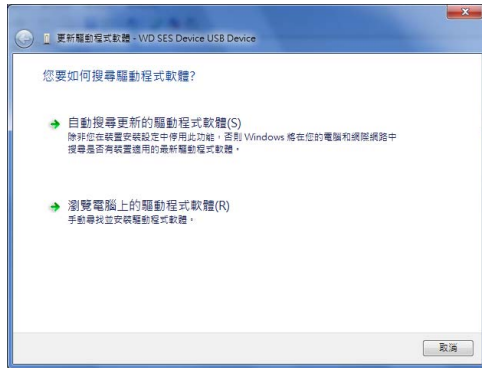 更新驅動程式軟體 - WD SES Device USB Device
您要如何搜尋驅動程式軟體?
自動搜尋更新的驅動程式軟體(S)
除非您在裝置安裝設定中停用此功能，否則 Windows 將在您的電腦和網際網路中
搜尋是否有裝置適用的最新驅動程式軟體。
瀏覽電腦上的驅動程式軟體(R)
手動尋找並安裝驅動程式軟體。
取消